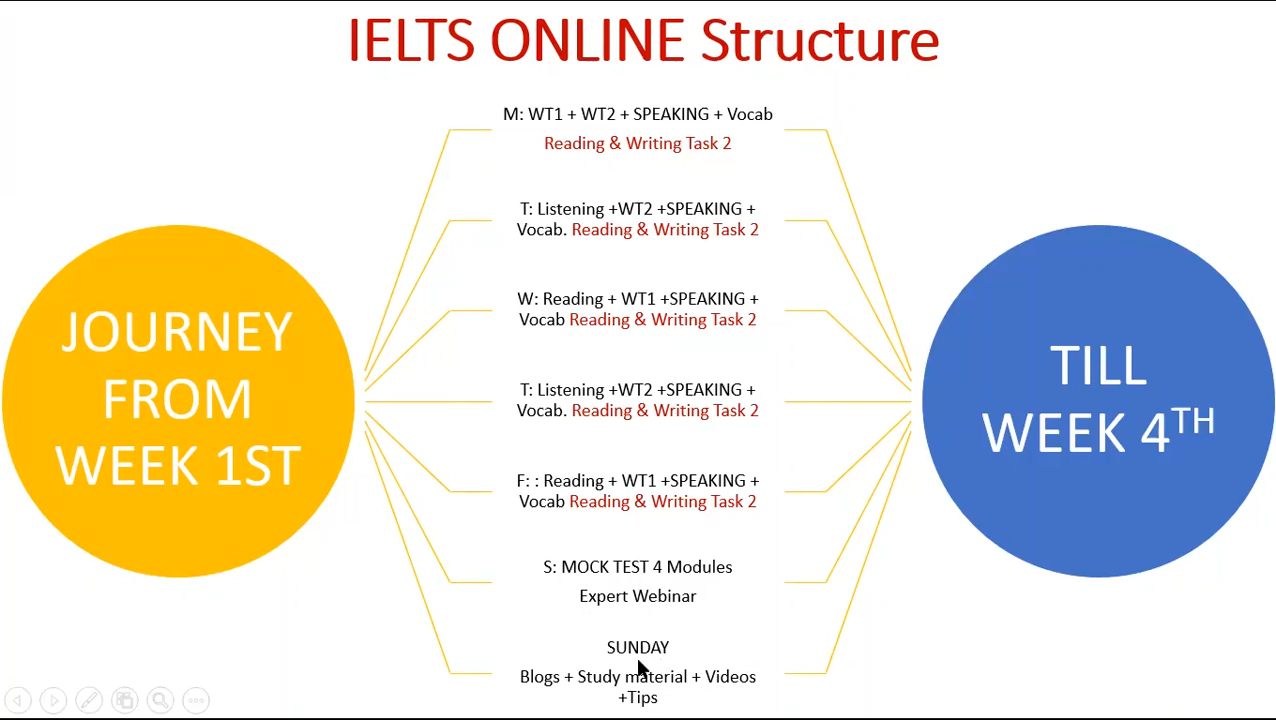 IELTS ONLINE Structure
JOURNEY
FROM
WEEK 1ST
M: WT1 + WT2 + SPEAKING + Vocab
Reading & Writing Task 2
T: Listening +WT2 +SPEAKING +
Vocab. Reading & Writing Task 2
W: Reading + WT1 +SPEAKING +
Vocab Reading & Writing Task 2
T: Listening +WT2 +SPEAKING +
Vocab. Reading & Writing Task 2
F: : Reading + WT1 +SPEAKING +
Vocab Reading & Writing Task 2
S: MOCK TEST 4 Modules
Expert Webinar
SUNDAY
Blogs + Study material + Videos
+Tips
TILL
WEEK 4TH